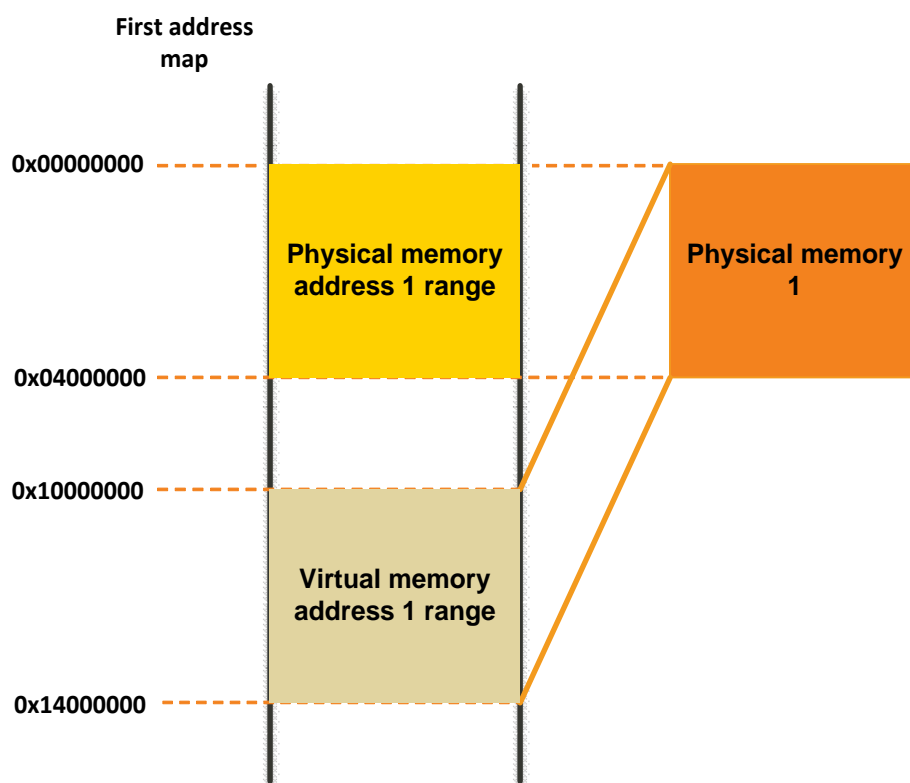 First address
map
0x00000000
Physical memory
address 1 range
Physical memory
1
0x04000000
0x10000000
Virtual memory
address 1 range
0x14000000